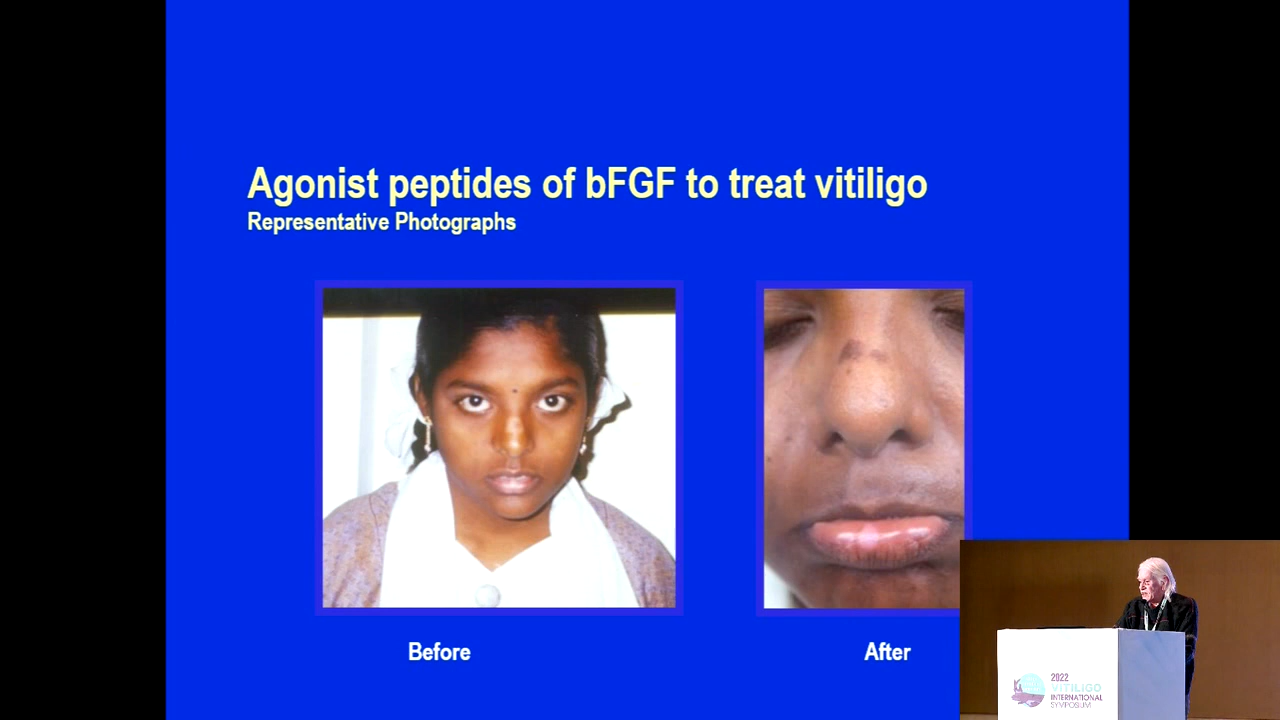 Agonist peptides of bFGF to treat vitiligo
Representative Photographs
Before
After
2022
VITILIGO
INTERNATIONAL
SYMPOSIUM